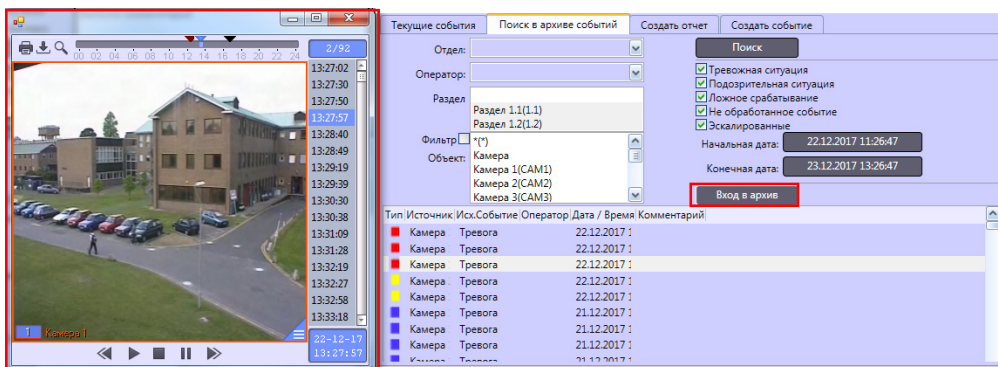 00 02 04 06 08 10 12 14 16 18 20 22 24
2/92
13:27:02
13:27:30
13:27:50
13:27:57
13:28:40
13:28:49
13:29:19
13:29:39
13:30:30
13:30:38
13:31:09
13:31:28
13:32:19
13:32:27
13:32:58
13:33:18
1 Камера 1
22-12-17
13:27:57
Текущие события Поиск в архиве событий Создать отчет Создать событие
Отдел:
Оператор:
Раздел
Раздел 1.1(1.1)
Раздел 1.2(1.2)
Фильтр
Объект:
*(*)
Камера
Камера 1(CAM1)
Камера 2(CAM2)
Камера 3(CAM3)
Поиск
Тревожная ситуация
Подозрительная ситуация
Ложное срабатывание
Не обработанное событие
Эскалированные
Начальная дата: 22.12.2017 11:26:47
Конечная дата: 23.12.2017 13:26:47
Вход в архив
Тип Источник Исх.Событие Оператор Дата / Время Комментарий
Камера Тревога 22.12.2017 1
Камера Тревога 22.12.2017 1
Камера Тревога 22.12.2017 1
Камера Тревога 22.12.2017 1
Камера Тревога 22.12.2017 1
Камера Тревога 21.12.2017 1
Камера Тревога 21.12.2017 1
Камера Тревога 21.12.2017 1
Камера Тревога 21.12.2017 1